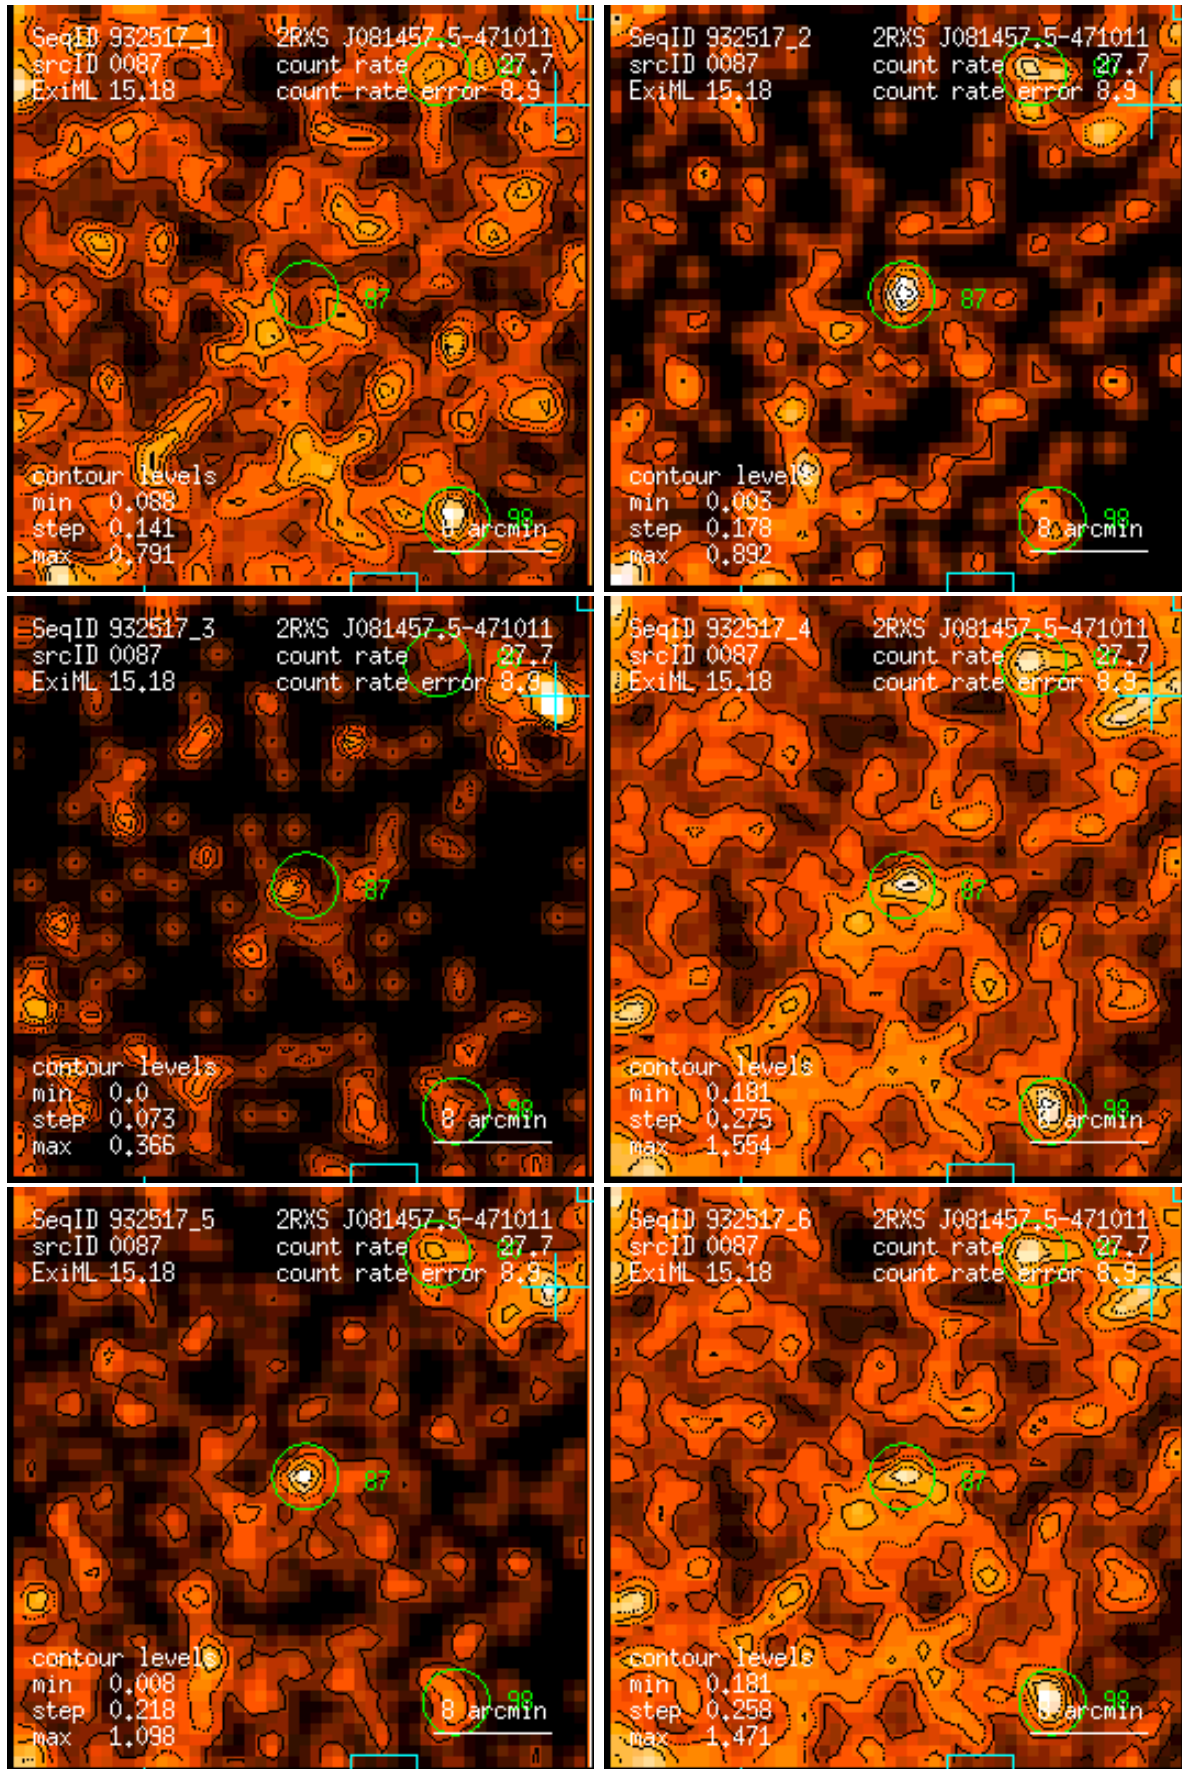 SeqID 932517_1 2RXS J081457.5-471011
srcID 0087 count rate 27.7
ExiML 15.18 count rate error 8.9
87
contour levels
min 0.088
step 0.141 98
max 0.791 8 arcmin
SeqID 932517_2 2RXS J081457.5-471011
srcID 0087 count rate 27.7
ExiML 15.18 count rate error 8.9
87
contour levels
min 0.003
step 0.178 98
max 0.892 8 arcmin
SeqID 932517_3 2RXS J081457.5-471011
srcID 0087 count rate 27.7
ExiML 15.18 count rate error 8.9
87
contour levels
min 0.0
step 0.073 98
max 0.366 8 arcmin
SeqID 932517_4 2RXS J081457.5-471011
srcID 0087 count rate 27.7
ExiML 15.18 count rate error 8.9
87
contour levels
min 0.181
step 0.275 98
max 1.554 8 arcmin
SeqID 932517_5 2RXS J081457.5-471011
srcID 0087 count rate 27.7
ExiML 15.18 count rate error 8.9
87
contour levels
min 0.008
step 0.218 98
max 1.098 8 arcmin
SeqID 932517_6 2RXS J081457.5-471011
srcID 0087 count rate 27.7
ExiML 15.18 count rate error 8.9
87
contour levels
min 0.181
step 0.258 98
max 1.471 8 arcmin